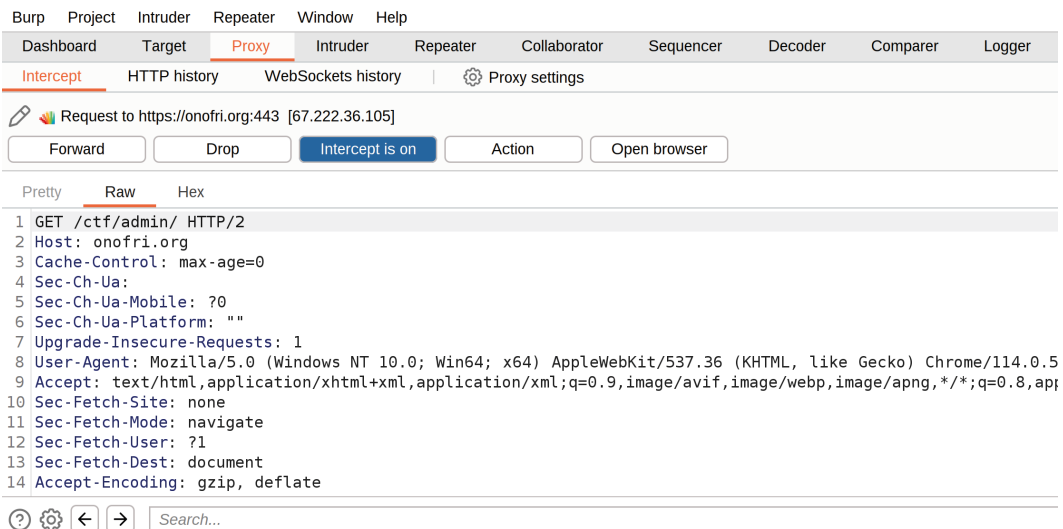 Burp Project Intruder Repeater Window Help
Dashboard Target Proxy Intruder Repeater Collaborator Sequencer Decoder Comparer Logger
Intercept HTTP history WebSockets history Proxy settings
Request to https://onofri.org:443 [67.222.36.105]
Forward Drop Intercept is on Action Open browser
Pretty Raw Hex
1 GET /ctf/admin/ HTTP/2
2 Host: onofri.org
3 Cache-Control: max-age=0
4 Sec-Ch-Ua:
5 Sec-Ch-Ua-Mobile: ?0
6 Sec-Ch-Ua-Platform: ""
7 Upgrade-Insecure-Requests: 1
8 User-Agent: Mozilla/5.0 (Windows NT 10.0; Win64; x64) AppleWebKit/537.36 (KHTML, like Gecko) Chrome/114.0.5
9 Accept: text/html,application/xhtml+xml,application/xml;q=0.9,image/avif,image/webp,image/apng,*/*;q=0.8,app
10 Sec-Fetch-Site: none
11 Sec-Fetch-Mode: navigate
12 Sec-Fetch-User: ?1
13 Sec-Fetch-Dest: document
14 Accept-Encoding: gzip, deflate
Search...